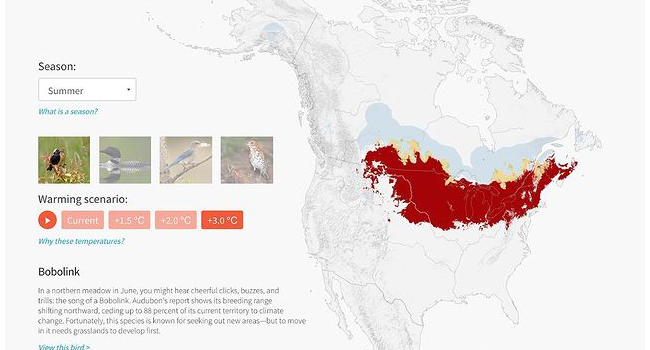 Season:
Summer
What is a season?
Warming scenario:
Current +1.5 °C +2.0 °C +3.0 °C
Why these temperatures?
Bobolink
In a northern meadow in June, you might hear cheerful clicks, buzzes, and
trills: the song of a Bobolink. Audubon's report shows its breeding range
shifting northward, ceding up to 88 percent of its current territory to climate
change. Fortunately, this species is known for seeking out new areas—but to move
in it needs grasslands to develop first.
View this bird >